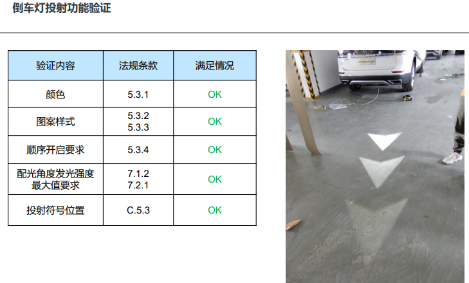 倒车灯投射功能验证
验证内容 法规条款 满足情况
颜色 5.3.1 OK
图案样式 5.3.2 5.3.3 OK
顺序开启要求 5.3.4 OK
配光角度发光强度最大值要求 7.1.2 7.2.1 OK
投射符号位置 C.5.3 OK